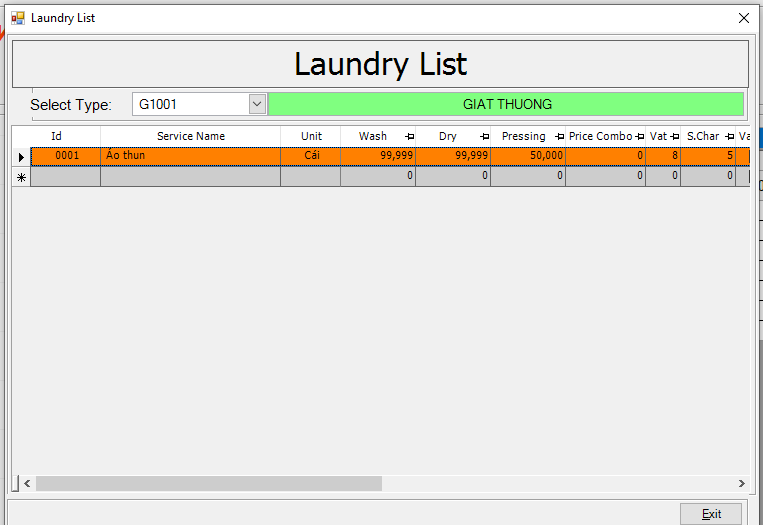 Laundry List
Laundry List
Select Type: G1001 GIAT THUONG
Id Service Name Unit Wash Dry Pressing Price Combo Vat S.Char Va
0001 Áo thun Cái 99,999 99,999 50,000 0 8 5
0 0 0 0 0 0
Exit